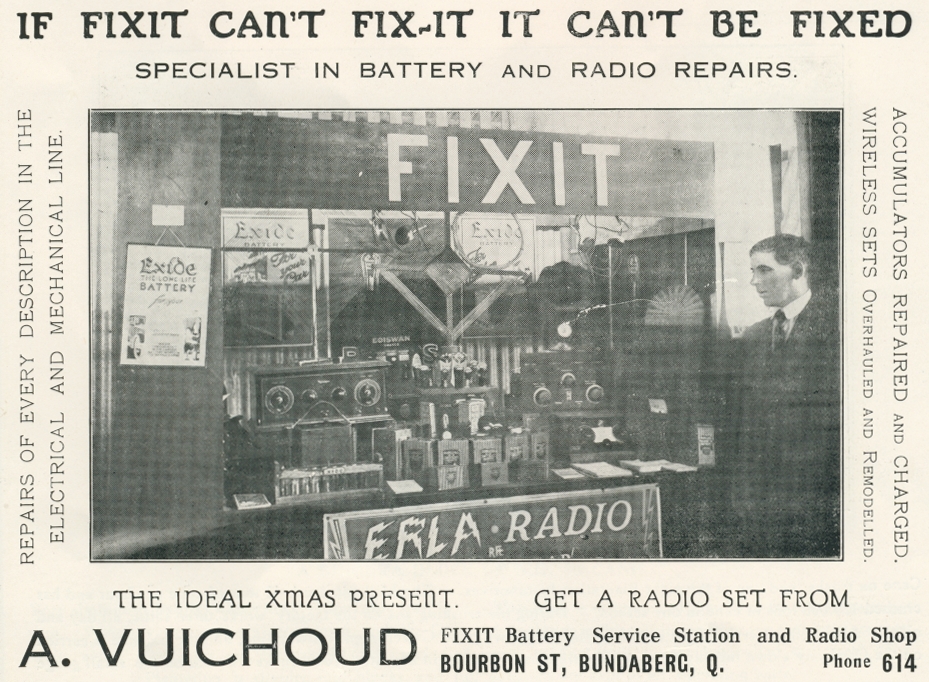 IF FIXIT CAN'T FIX-IT IT CAN'T BE FIXED
SPECIALIST IN BATTERY AND RADIO REPAIRS.
REPAIRS OF EVERY DESCRIPTION IN THE
ELECTRICAL AND MECHANICAL LINE.
FIXIT
Exide
BATTERY
Exide
BATTERY
For
Your
Exide
THE LONG LIFE
BATTERY
EDISWAN
ERLA · RADIO
ACCUMULATORS REPAIRED AND CHARGED.
WIRELESS SETS OVERHAULED AND REMODELLED.
THE IDEAL XMAS PRESENT. GET A RADIO SET FROM
A. VUICHOUD
FIXIT Battery Service Station and Radio Shop
BOURBON ST, BUNDABERG, Q. Phone 614